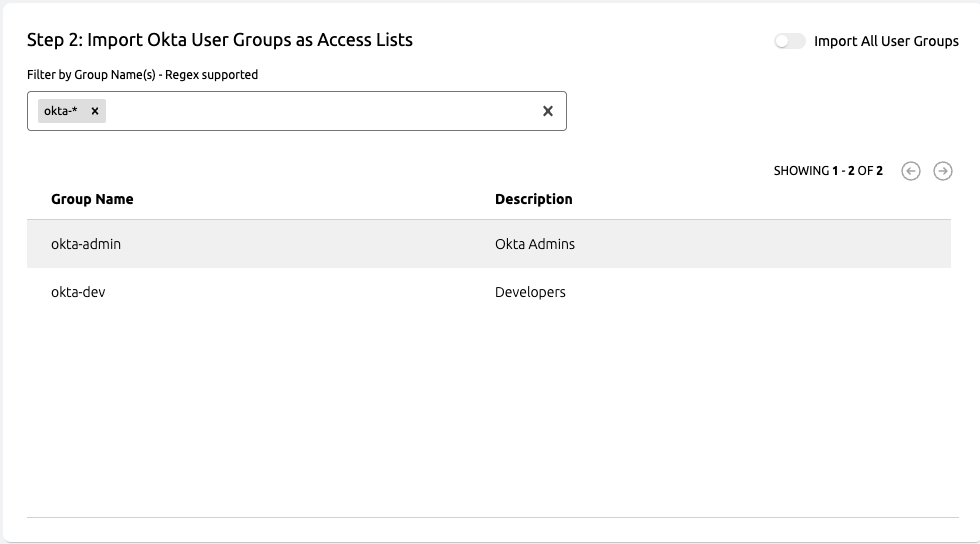 Step 2: Import Okta User Groups as Access Lists
Import All User Groups
Filter by Group Name(s) - Regex supported
okta-*
SHOWING 1 - 2 OF 2
Group Name Description
okta-admin Okta Admins
okta-dev Developers